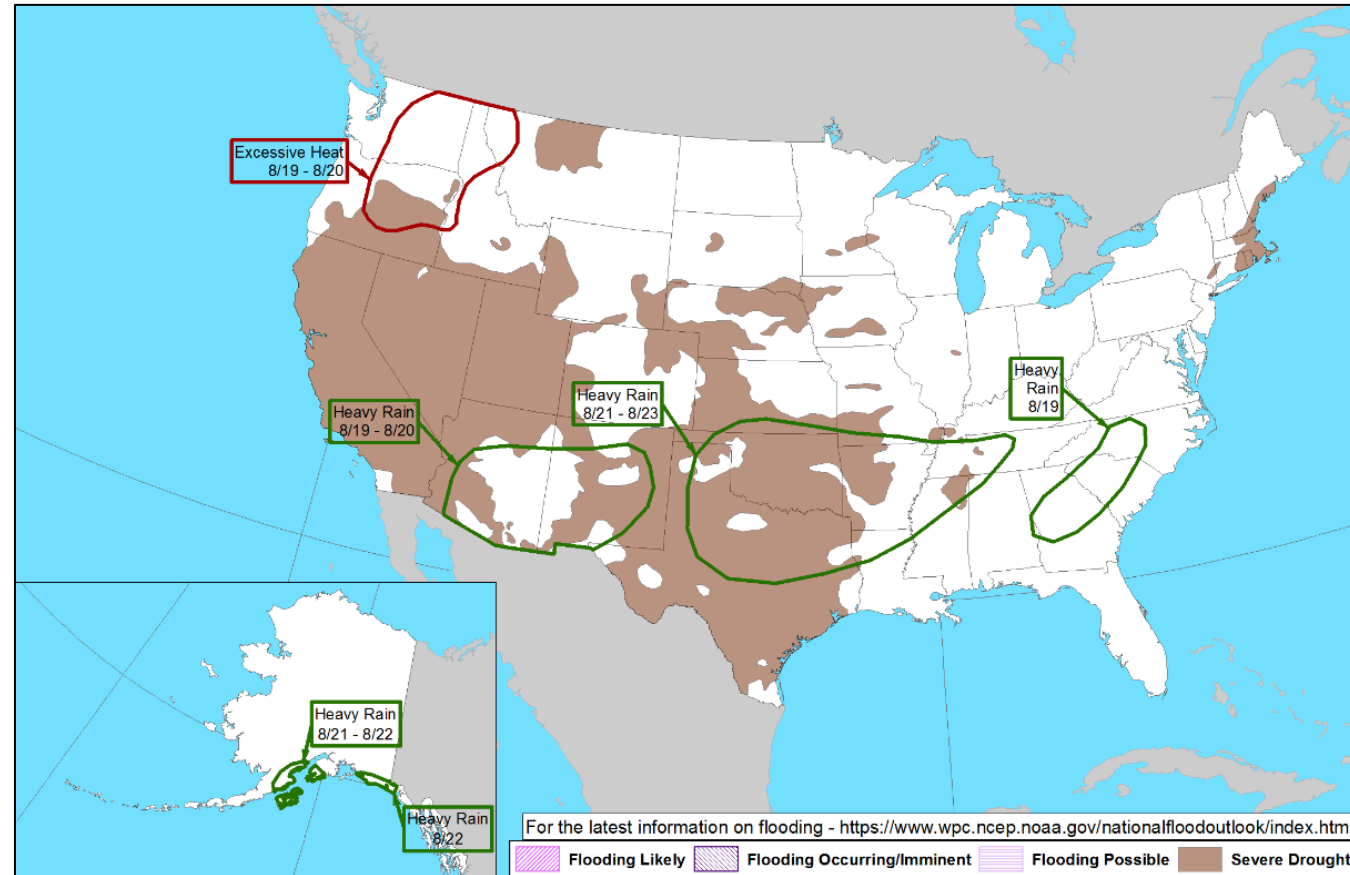 Excessive Heat
8/19 - 8/20
Heavy Rain
8/19 - 8/20
Heavy Rain
8/21 - 8/23
Heavy
Rain
8/19
Heavy Rain
8/21 - 8/22
Heavy Rain
8/22
For the latest information on flooding - https://www.wpc.ncep.noaa.gov/nationalfloodoutlook/index.htm
Flooding Likely
Flooding Occurring/Imminent
Flooding Possible
Severe Drought